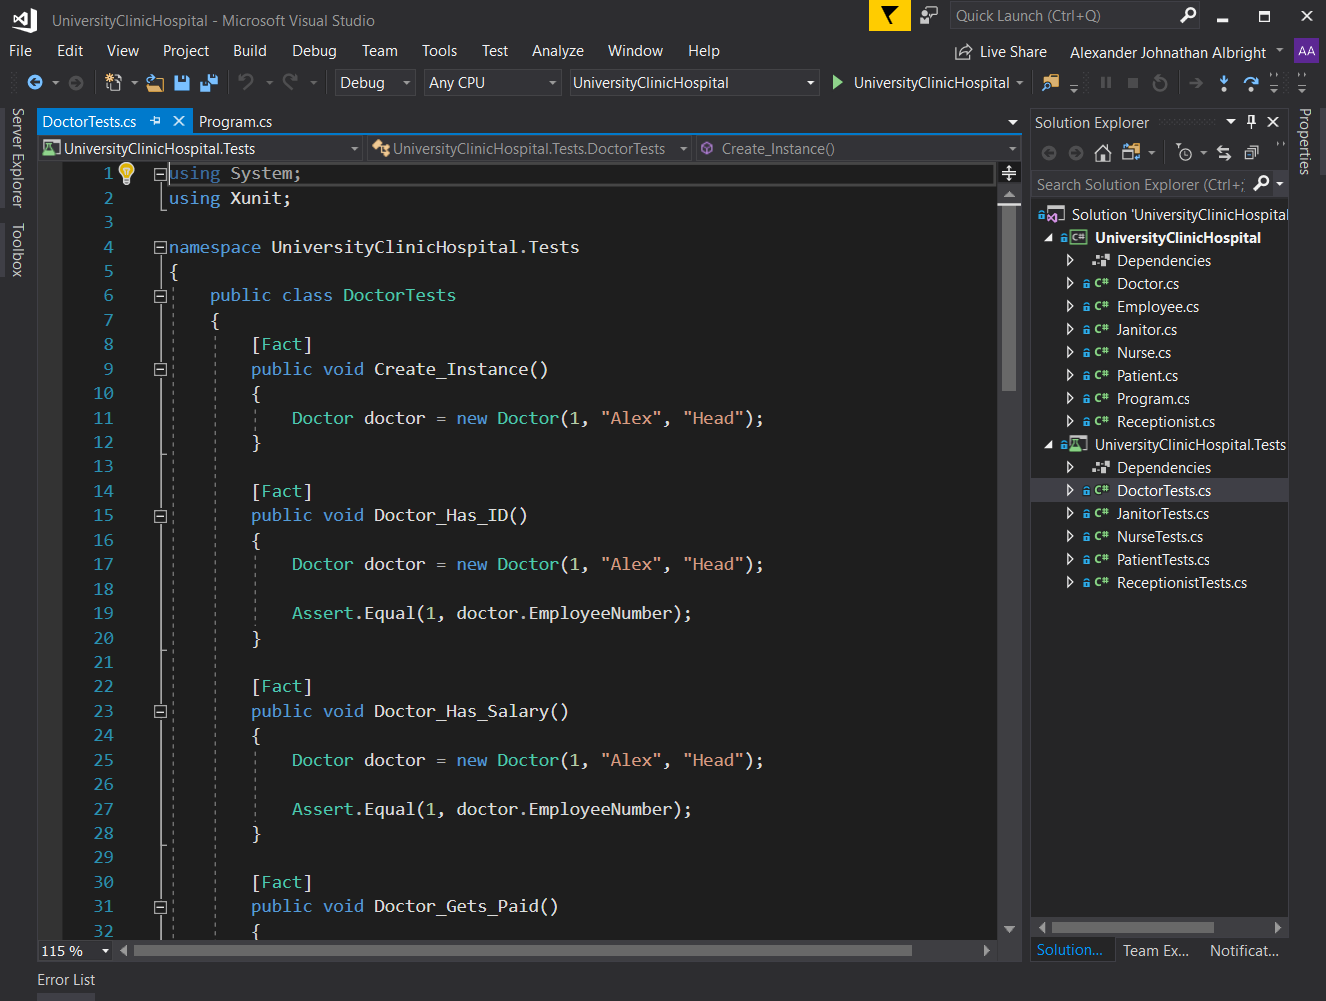 UniversityClinicHospital - Microsoft Visual Studio
Quick Launch (Ctrl+Q)
File Edit View Project Build Debug Team Tools Test Analyze Window Help
Live Share Alexander Johnathan Albright AA
Debug Any CPU UniversityClinicHospital UniversityClinicHospital
Server Explorer
Toolbox
DoctorTests.cs Program.cs
UniversityClinicHospital.Tests UniversityClinicHospital.Tests.DoctorTests Create_Instance()
1 using System;
2 using Xunit;
3
4 namespace UniversityClinicHospital.Tests
5 {
6 public class DoctorTests
7 {
8 [Fact]
9 public void Create_Instance()
10 {
11 Doctor doctor = new Doctor(1, "Alex", "Head");
12 }
13
14 [Fact]
15 public void Doctor_Has_ID()
16 {
17 Doctor doctor = new Doctor(1, "Alex", "Head");
18
19 Assert.Equal(1, doctor.EmployeeNumber);
20 }
21
22 [Fact]
23 public void Doctor_Has_Salary()
24 {
25 Doctor doctor = new Doctor(1, "Alex", "Head");
26
27 Assert.Equal(1, doctor.EmployeeNumber);
28 }
29
30 [Fact]
31 public void Doctor_Gets_Paid()
32 {
115 %
Error List
Solution Explorer
Search Solution Explorer (Ctrl+;
Solution 'UniversityClinicHospital
C# UniversityClinicHospital
Dependencies
C# Doctor.cs
C# Employee.cs
C# Janitor.cs
C# Nurse.cs
C# Patient.cs
C# Program.cs
C# Receptionist.cs
UniversityClinicHospital.Tests
Dependencies
C# DoctorTests.cs
C# JanitorTests.cs
C# NurseTests.cs
C# PatientTests.cs
C# ReceptionistTests.cs
Solution... Team Ex... Notificat...
Properties